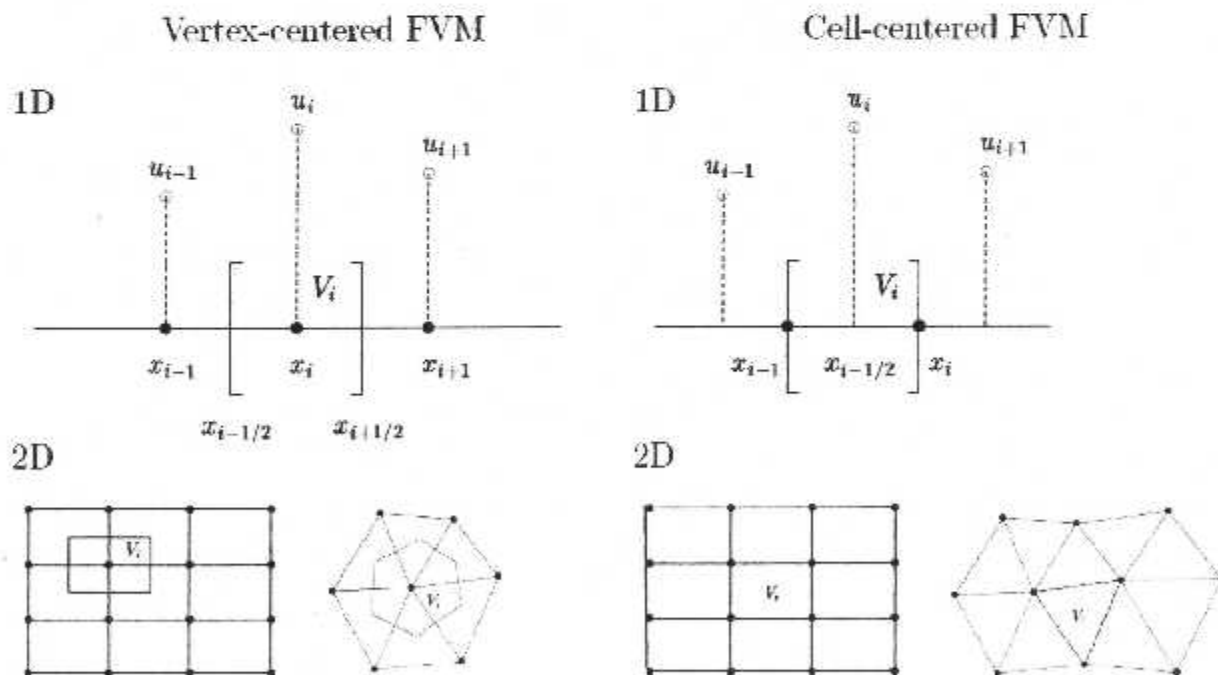 Vertex-centered FVM
Cell-centered FVM
1D
u_i
u_{i-1}
u_{i+1}
V_i
x_{i-1}
x_i
x_{i+1}
x_{i-1/2}
x_{i+1/2}
1D
u_i
u_{i-1}
u_{i+1}
V_i
x_{i-1}
x_{i-1/2}
x_i
2D
V_i
V_i
2D
V_i
V_i